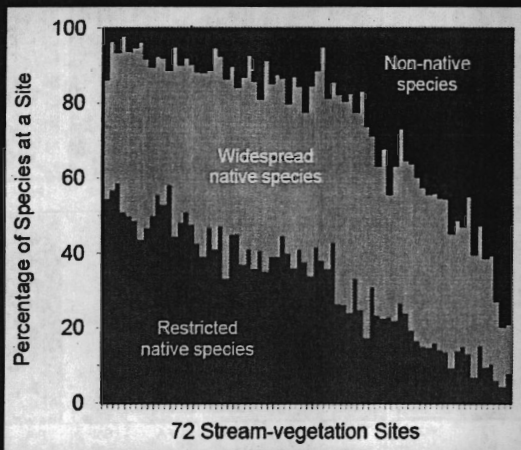 Percentage of Species at a Site
100
80
60
40
20
0
Non-native
species
Widespread
native species
Restricted
native species
72 Stream-vegetation Sites